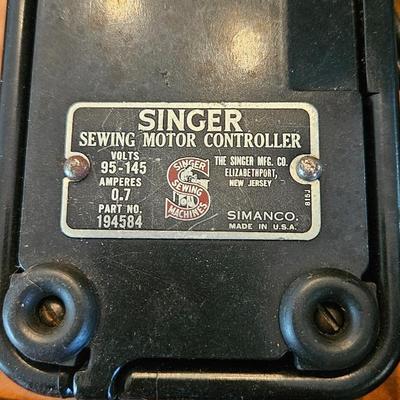 SINGER
SEWING MOTOR CONTROLLER
VOLTS
95-145
AMPERES
0.7
PART NO.
194584
SINGER
SEWING
MACHINES
THE SINGER MFG. CO.
ELIZABETHPORT,
NEW JERSEY
SIMANCO.
MADE IN U.S.A.